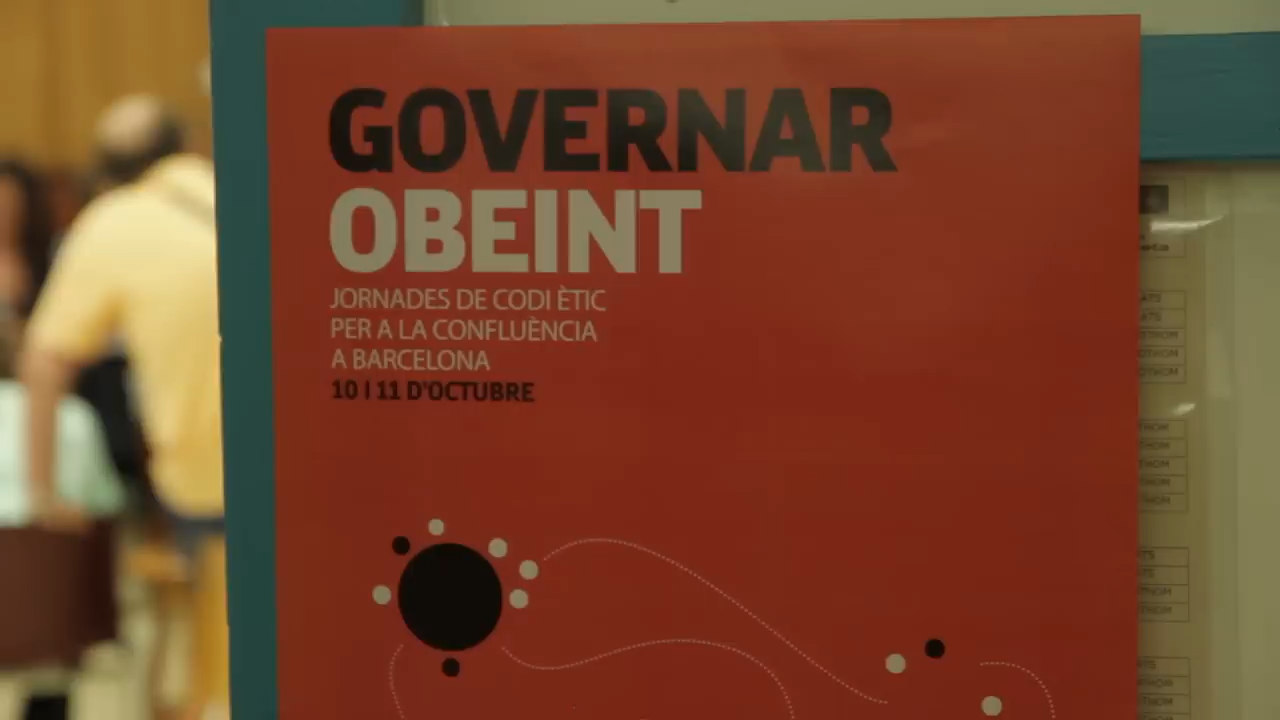 GOVERNAR
OBEINT
JORNADES DE CODI ÈTIC
PER A LA CONFLUÈNCIA
A BARCELONA
10 I 11 D'OCTUBRE